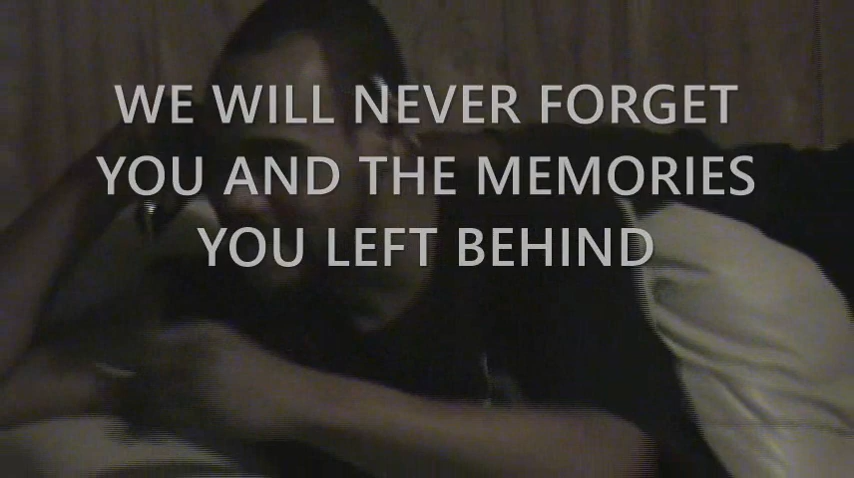 WE WILL NEVER FORGET
YOU AND THE MEMORIES
YOU LEFT BEHIND